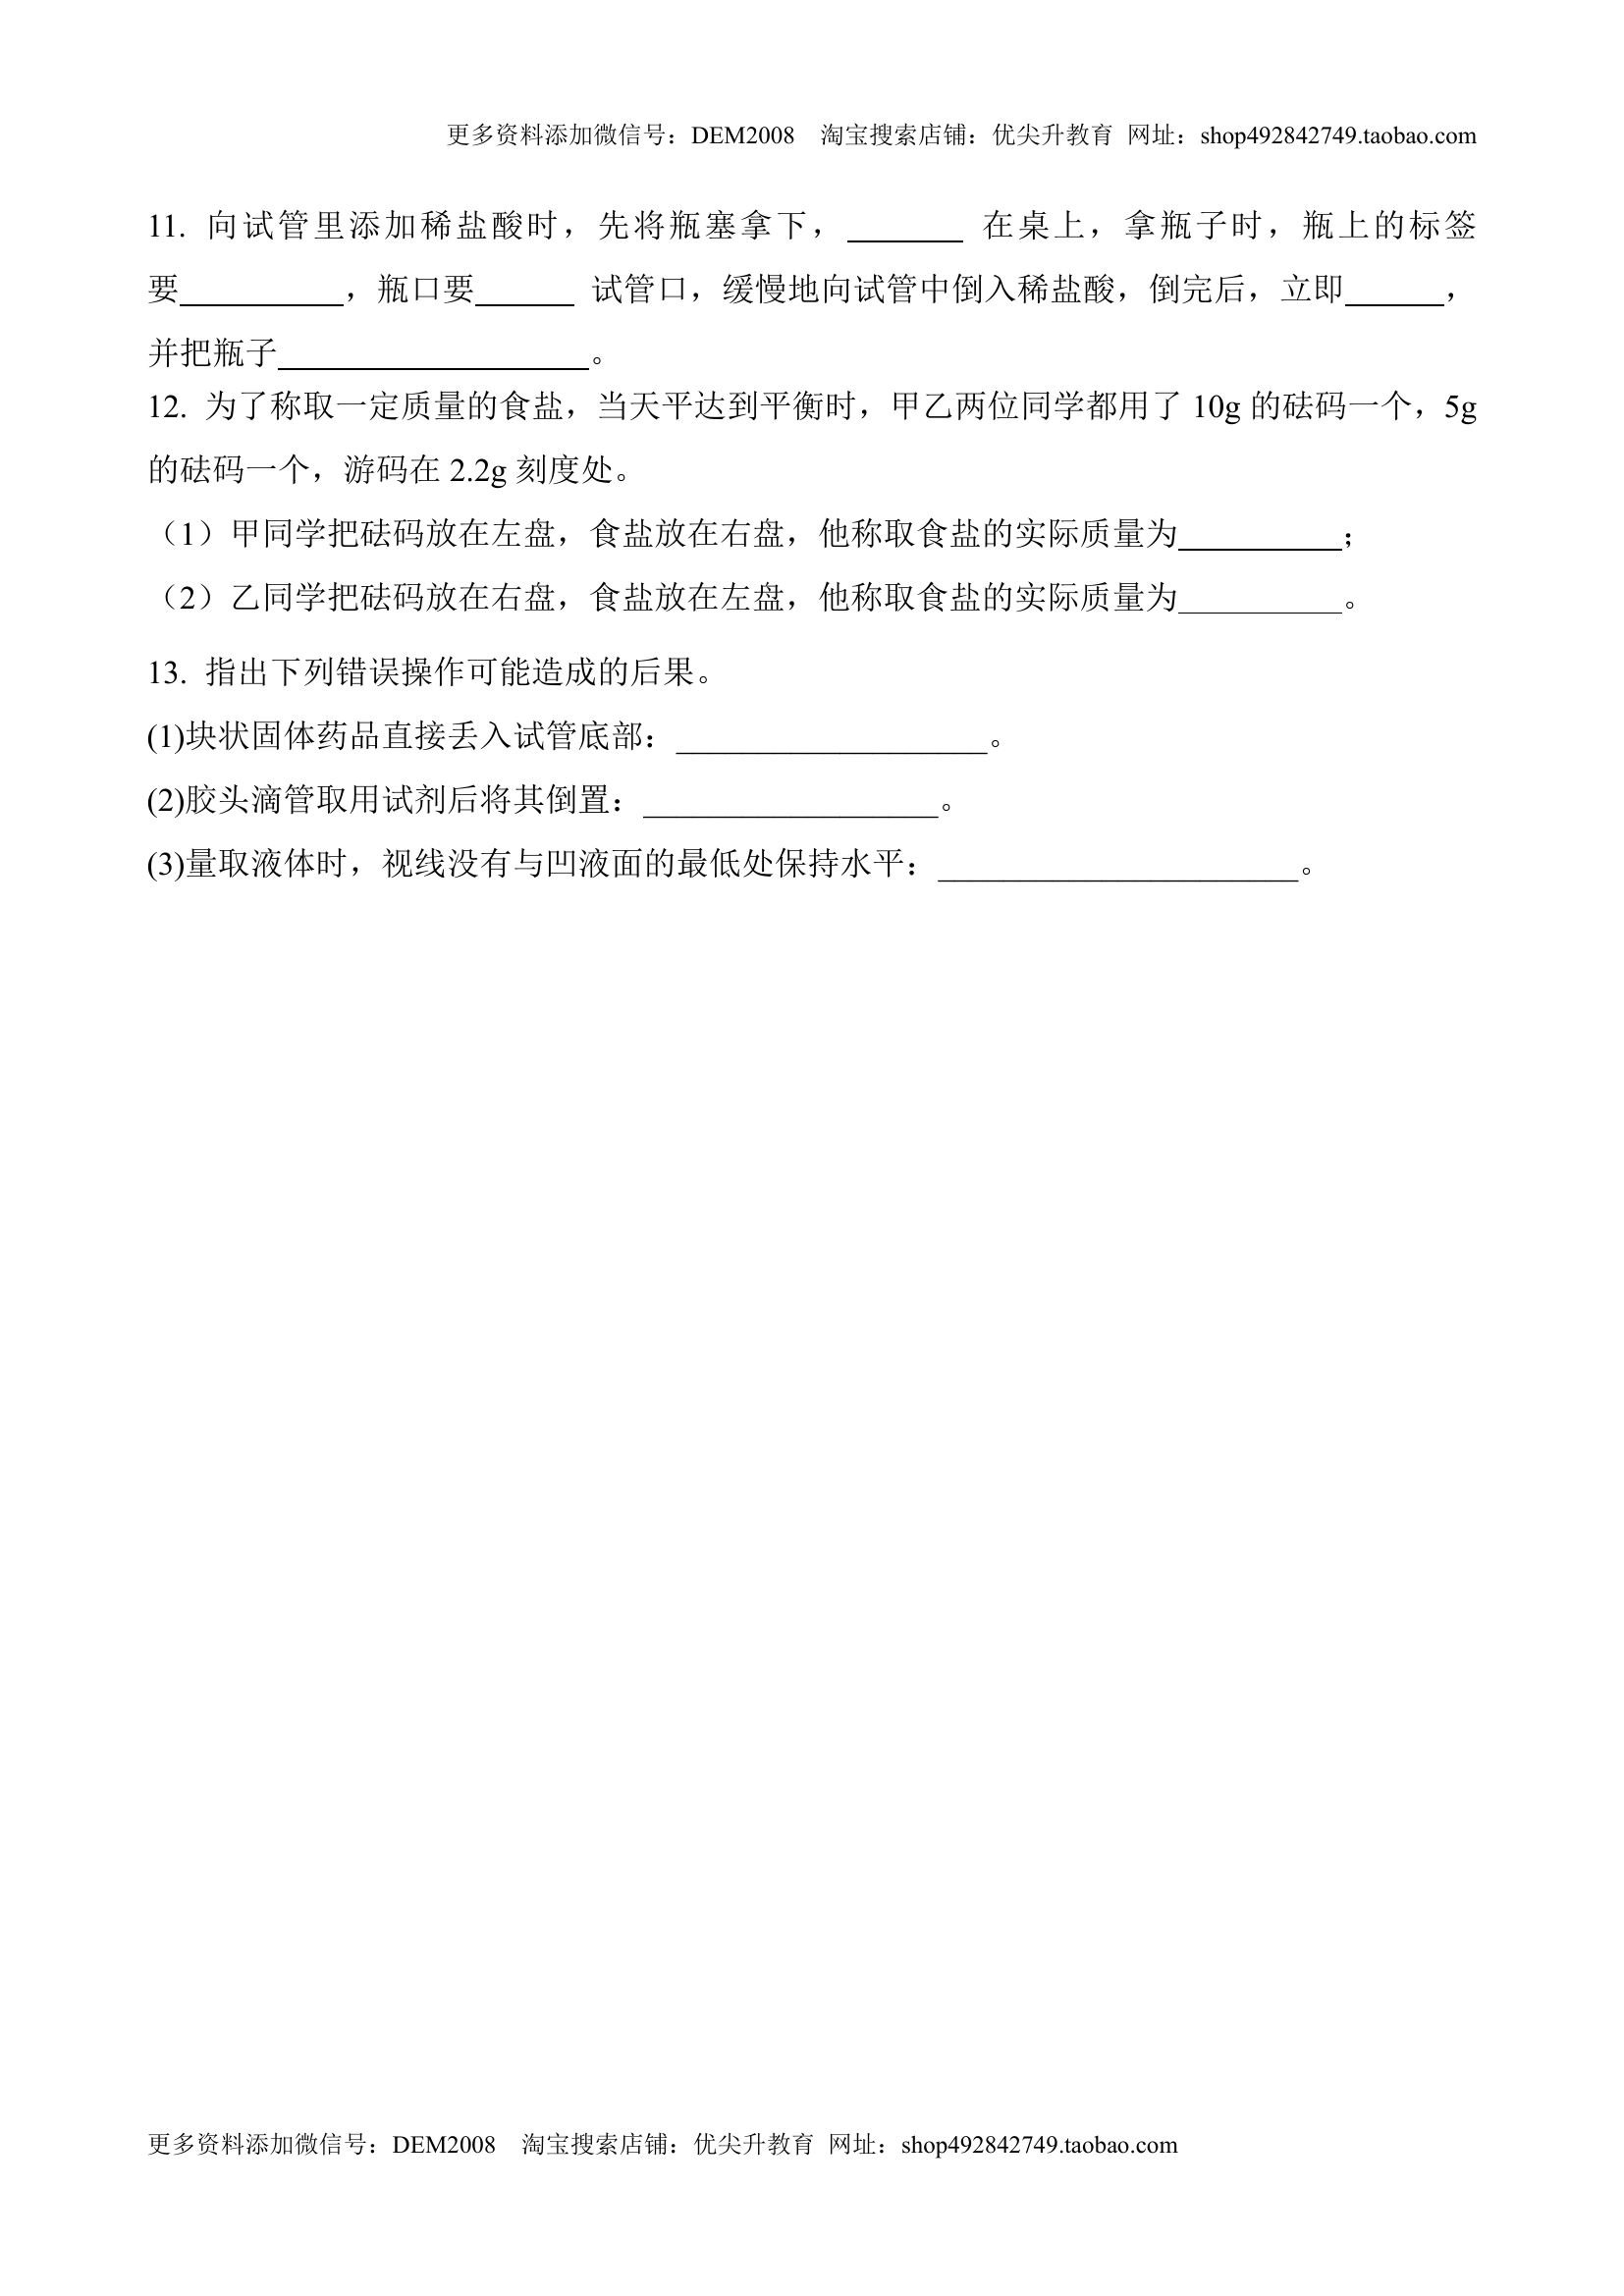 更多资料添加微信号：DEM2008 淘宝搜索店铺：优尖升教育 网址：shop492842749.taobao.com
11. 向试管里添加稀盐酸时，先将瓶塞拿下，_______ 在桌上，拿瓶子时，瓶上的标签
要__________，瓶口要______ 试管口，缓慢地向试管中倒入稀盐酸，倒完后，立即______，
并把瓶子___________________。
12. 为了称取一定质量的食盐，当天平达到平衡时，甲乙两位同学都用了 10g 的砝码一个，5g
的砝码一个，游码在 2.2g 刻度处。
（1）甲同学把砝码放在左盘，食盐放在右盘，他称取食盐的实际质量为__________；
（2）乙同学把砝码放在右盘，食盐放在左盘，他称取食盐的实际质量为__________。
13. 指出下列错误操作可能造成的后果。
(1)块状固体药品直接丢入试管底部：___________________。
(2)胶头滴管取用试剂后将其倒置：__________________。
(3)量取液体时，视线没有与凹液面的最低处保持水平：______________________。
更多资料添加微信号：DEM2008 淘宝搜索店铺：优尖升教育 网址：shop492842749.taobao.com